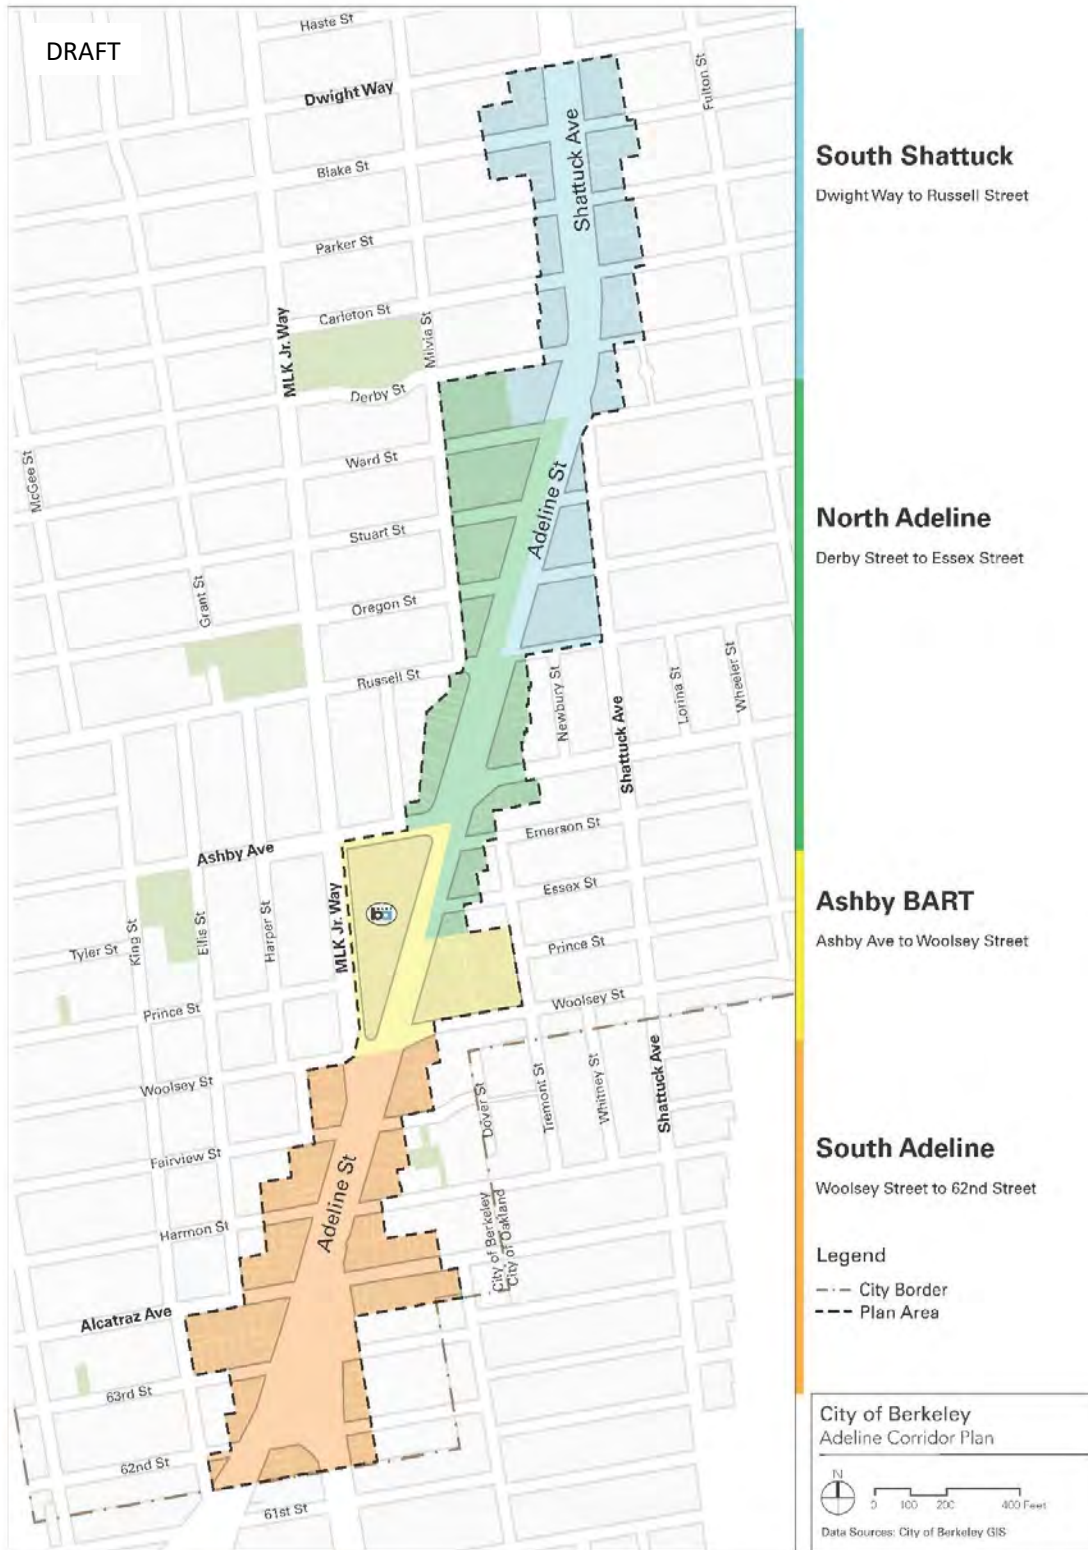 DRAFT
Haste St
Dwight Way
Fulton St
Shattuck Ave
Blake St
Parker St
Carleton St
MLK Jr. Way
Milvia St
Derby St
McGee St
Ward St
Adeline St
Stuart St
Grant St
Oregon St
Russell St
Newbury St
Lorina St
Wheeler St
Shattuck Ave
Emerson St
Ashby Ave
Essex St
King St
Ellis St
Harper St
MLK Jr. Way
Tyler St
Prince St
Woolsey St
Prince St
Woolsey St
Dover St
Tremont St
Whitney St
Shattuck Ave
Fairview St
Adeline St
Harmon St
City of Berkeley
City of Oakland
Alcatraz Ave
63rd St
62nd St
61st St
South Shattuck
Dwight Way to Russell Street
North Adeline
Derby Street to Essex Street
Ashby BART
Ashby Ave to Woolsey Street
South Adeline
Woolsey Street to 62nd Street
Legend
City Border
Plan Area
City of Berkeley
Adeline Corridor Plan
N
0 100 200 400 Feet
Data Sources: City of Berkeley GIS